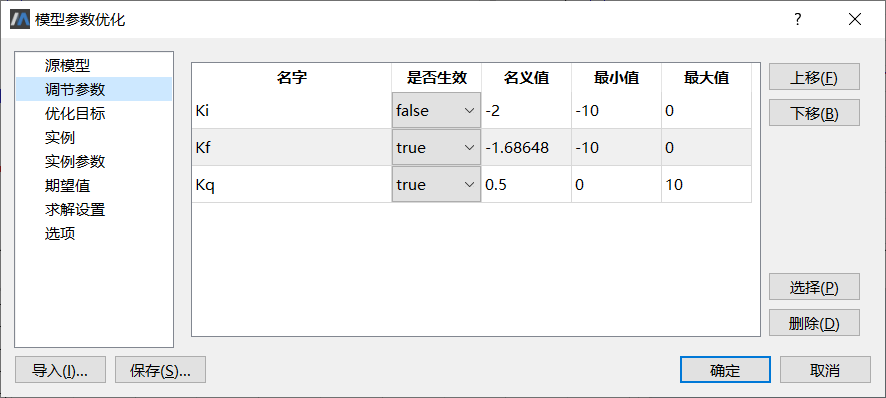 模型参数优化
源模型
调节参数
优化目标
实例
实例参数
期望值
求解设置
选项
名字 是否生效 名义值 最小值 最大值
Ki false -2 -10 0
Kf true -1.68648 -10 0
Kq true 0.5 0 10
上移(F)
下移(B)
选择(P)
删除(D)
导入(I)... 保存(S)... 确定 取消